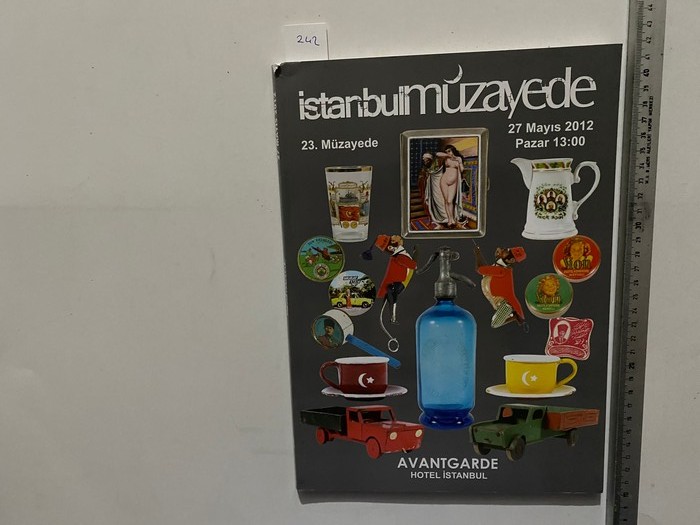 242
istanbulmüzayede
23. Müzayede
27 Mayıs 2012
Pazar 13:00
AVANTGARDE
HOTEL İSTANBUL